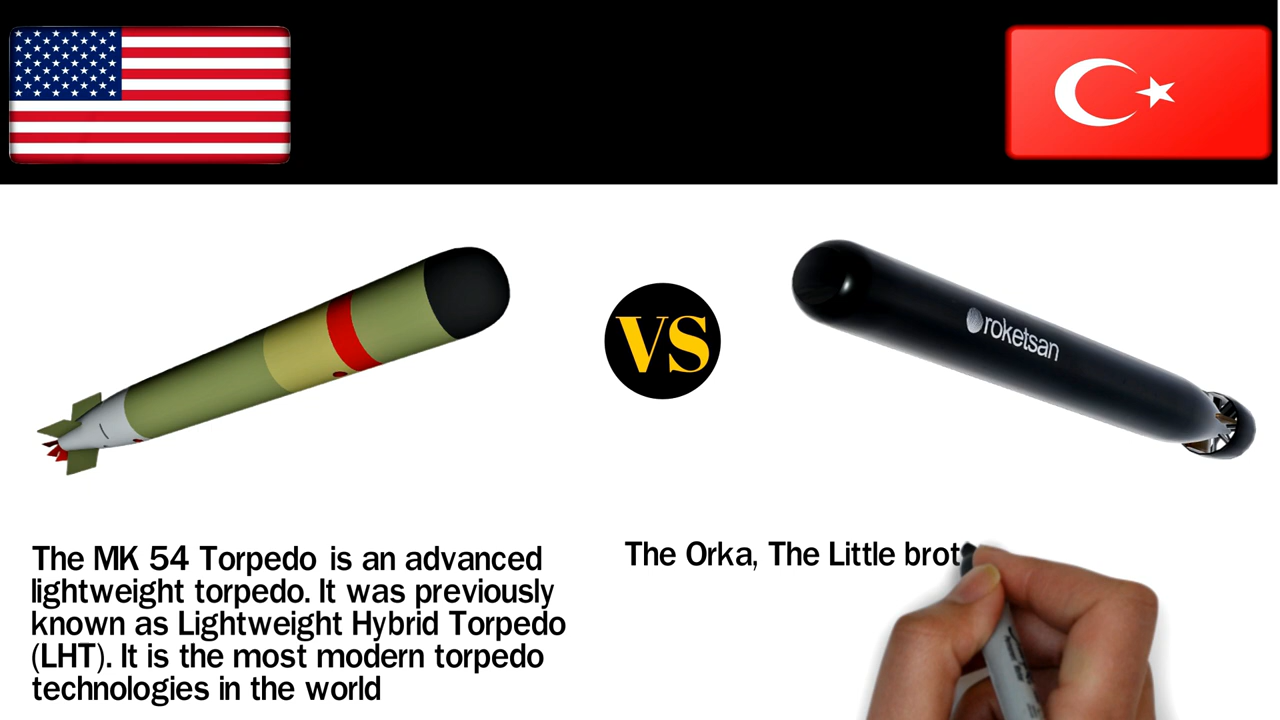 VS
roketsan
The MK 54 Torpedo is an advanced
lightweight torpedo. It was previously
known as Lightweight Hybrid Torpedo
(LHT). It is the most modern torpedo
technologies in the world
The Orka, The Little brot